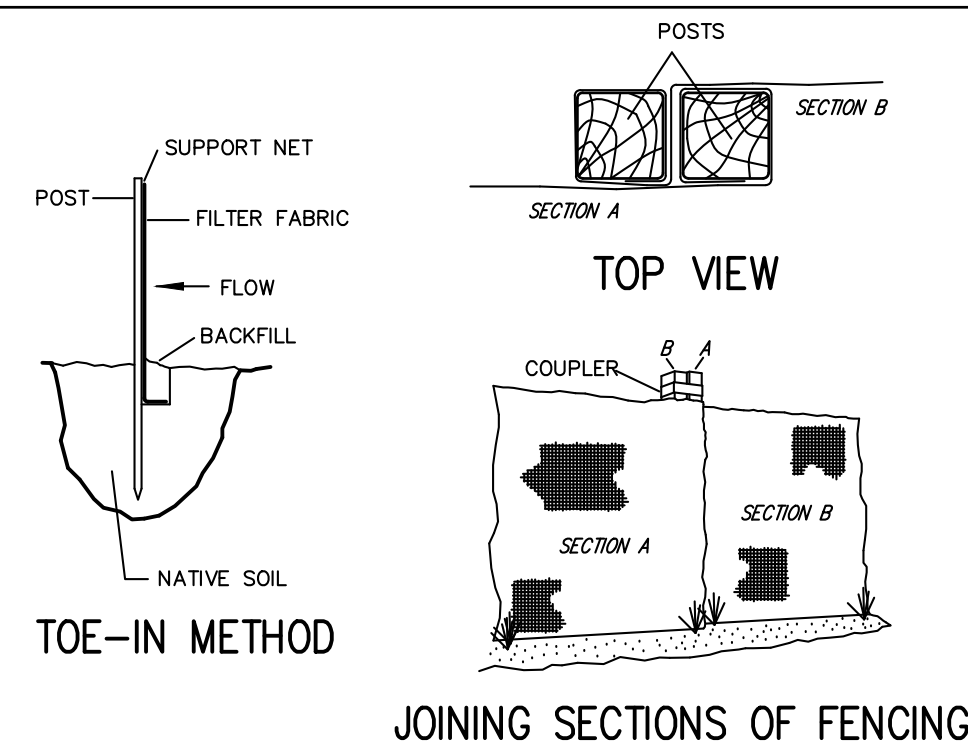 SUPPORT NET
POST
FILTER FABRIC
FLOW
BACKFILL
NATIVE SOIL
TOE-IN METHOD
POSTS
SECTION B
SECTION A
TOP VIEW
B A
COUPLER
SECTION B
SECTION A
JOINING SECTIONS OF FENCING